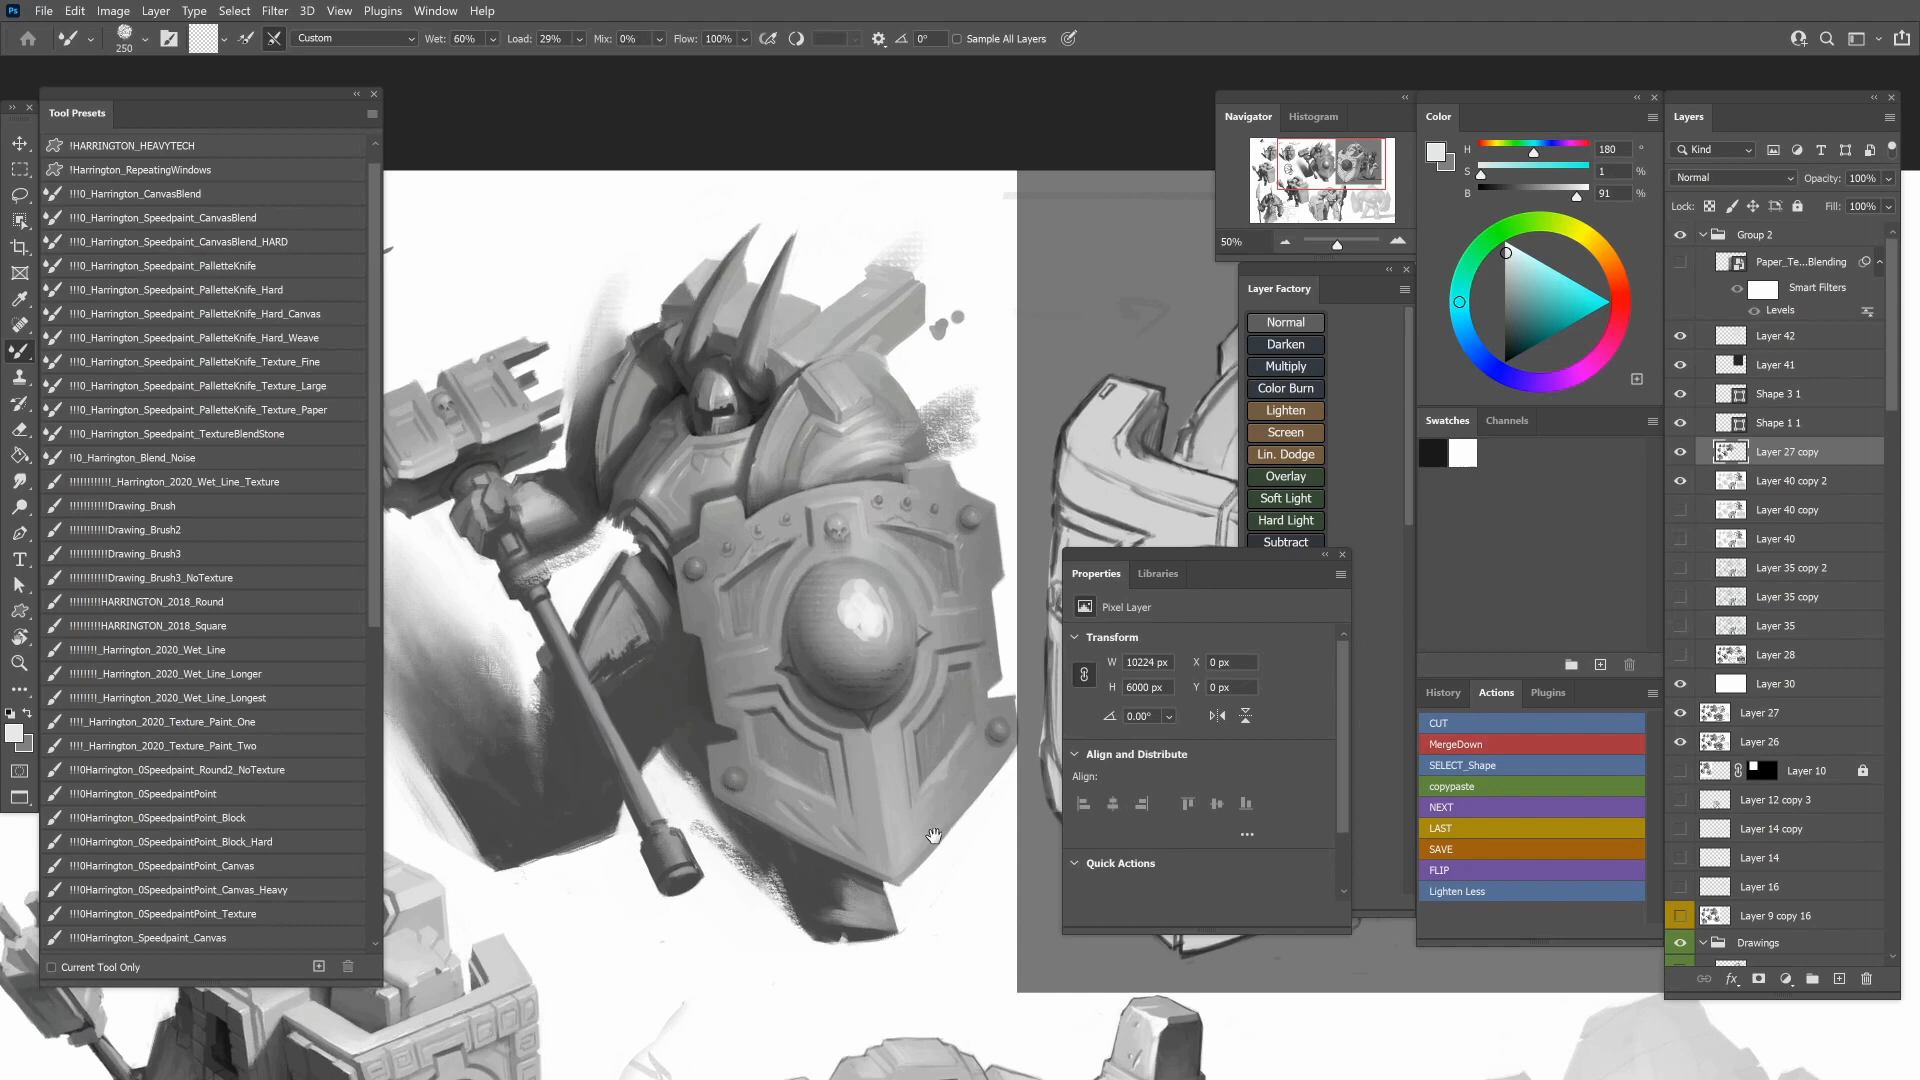 Ps File Edit Image Layer Type Select Filter 3D View Plugins Window Help
250 Custom Wet: 60% Load: 29% Mix: 0% Flow: 100% 0° Sample All Layers
Tool Presets
!HARRINGTON_HEAVYTECH
!Harrington_RepeatingWindows
!!!0_Harrington_CanvasBlend
!!!0_Harrington_Speedpaint_CanvasBlend
!!!0_Harrington_Speedpaint_CanvasBlend_HARD
!!!0_Harrington_Speedpaint_PalletteKnife
!!!0_Harrington_Speedpaint_PalletteKnife_Hard
!!!0_Harrington_Speedpaint_PalletteKnife_Hard_Canvas
!!!0_Harrington_Speedpaint_PalletteKnife_Hard_Weave
!!!0_Harrington_Speedpaint_PalletteKnife_Texture_Fine
!!!0_Harrington_Speedpaint_PalletteKnife_Texture_Large
!!!0_Harrington_Speedpaint_PalletteKnife_Texture_Paper
!!!0_Harrington_Speedpaint_TextureBlendStone
!!0_Harrington_Blend_Noise
!!!!!!!!!!!!_Harrington_2020_Wet_Line_Texture
!!!!!!!!!!!Drawing_Brush
!!!!!!!!!!!Drawing_Brush2
!!!!!!!!!!!Drawing_Brush3
!!!!!!!!!!!Drawing_Brush3_NoTexture
!!!!!!!!!HARRINGTON_2018_Round
!!!!!!!!!HARRINGTON_2018_Square
!!!!!!!!_Harrington_2020_Wet_Line
!!!!!!!!_Harrington_2020_Wet_Line_Longer
!!!!!!!!_Harrington_2020_Wet_Line_Longest
!!!!_Harrington_2020_Texture_Paint_One
!!!!_Harrington_2020_Texture_Paint_Two
!!!0Harrington_0Speedpaint_Round2_NoTexture
!!!0Harrington_0SpeedpaintPoint
!!!0Harrington_0SpeedpaintPoint_Block
!!!0Harrington_0SpeedpaintPoint_Block_Hard
!!!0Harrington_0SpeedpaintPoint_Canvas
!!!0Harrington_0SpeedpaintPoint_Canvas_Heavy
!!!0Harrington_0SpeedpaintPoint_Texture
!!!0Harrington_Speedpaint_Canvas
Current Tool Only
Navigator Histogram
50%
Layer Factory
Normal
Darken
Multiply
Color Burn
Lighten
Screen
Lin. Dodge
Overlay
Soft Light
Hard Light
Subtract
Properties Libraries
Pixel Layer
Transform
W 10224 px X 0 px
H 6000 px Y 0 px
0.00°
Align and Distribute
Align:
Quick Actions
Color
H 180 °
S 1 %
B 91 %
Swatches Channels
History Actions Plugins
CUT
MergeDown
SELECT_Shape
copypaste
NEXT
LAST
SAVE
FLIP
Lighten Less
Layers
Kind
Normal Opacity: 100%
Lock: Fill: 100%
Group 2
Paper_Te...Blending
Smart Filters
Levels
Layer 42
Layer 41
Shape 3 1
Shape 1 1
Layer 27 copy
Layer 40 copy 2
Layer 40 copy
Layer 40
Layer 35 copy 2
Layer 35 copy
Layer 35
Layer 28
Layer 30
Layer 27
Layer 26
Layer 10
Layer 12 copy 3
Layer 14 copy
Layer 14
Layer 16
Layer 9 copy 16
Drawings
fx